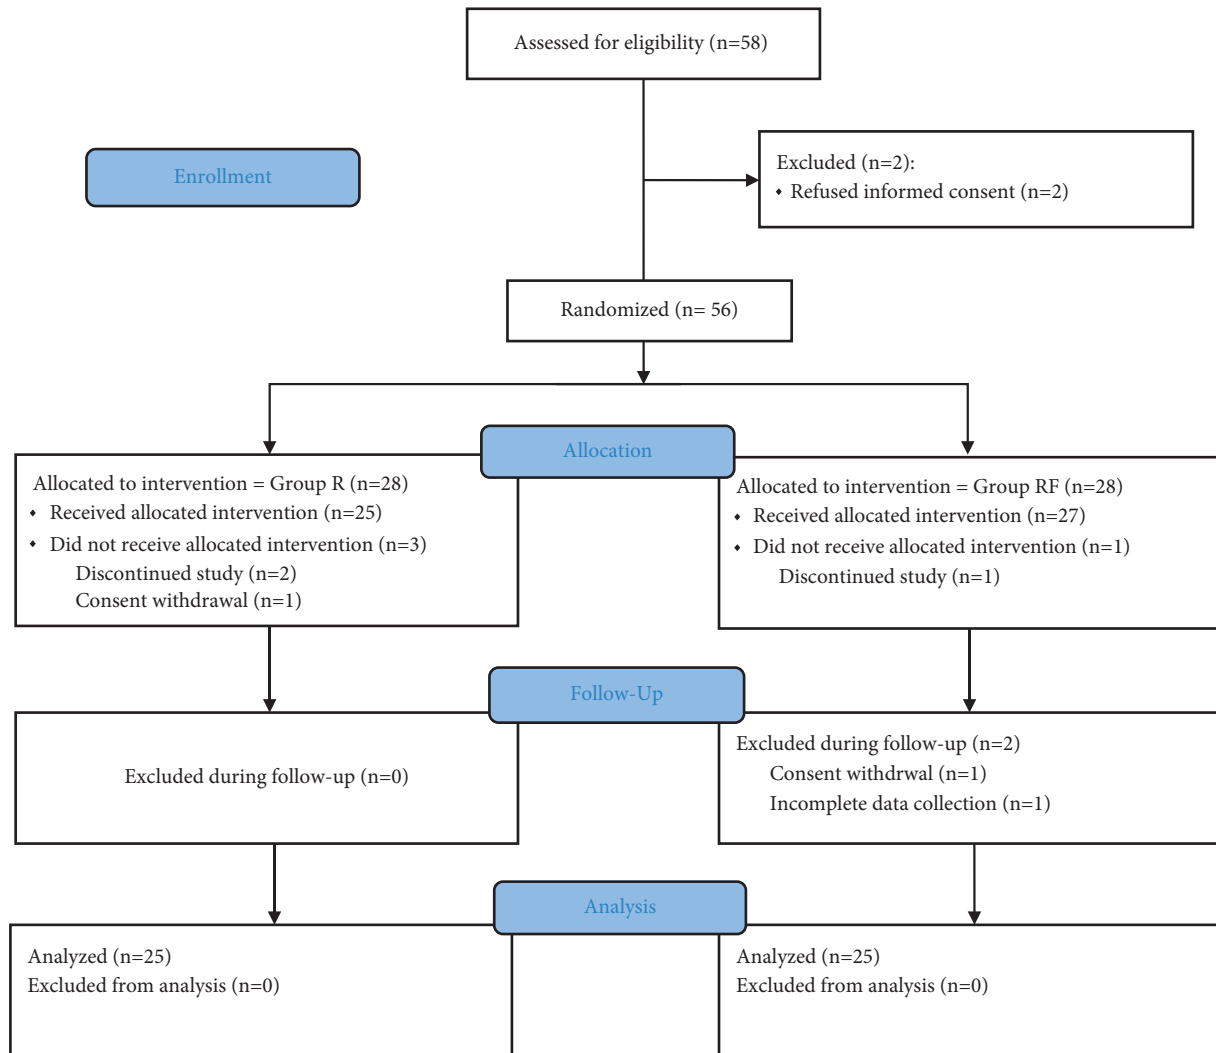 Assessed for eligibility (n=58)
Enrollment
Excluded (n=2):
⬩ Refused informed consent (n=2)
Randomized (n= 56)
Allocation
Allocated to intervention = Group R (n=28)
⬩ Received allocated intervention (n=25)
⬩ Did not receive allocated intervention (n=3)
Discontinued study (n=2)
Consent withdrawal (n=1)
Allocated to intervention = Group RF (n=28)
⬩ Received allocated intervention (n=27)
⬩ Did not receive allocated intervention (n=1)
Discontinued study (n=1)
Follow-Up
Excluded during follow-up (n=0)
Excluded during follow-up (n=2)
Consent withdrwal (n=1)
Incomplete data collection (n=1)
Analysis
Analyzed (n=25)
Excluded from analysis (n=0)
Analyzed (n=25)
Excluded from analysis (n=0)